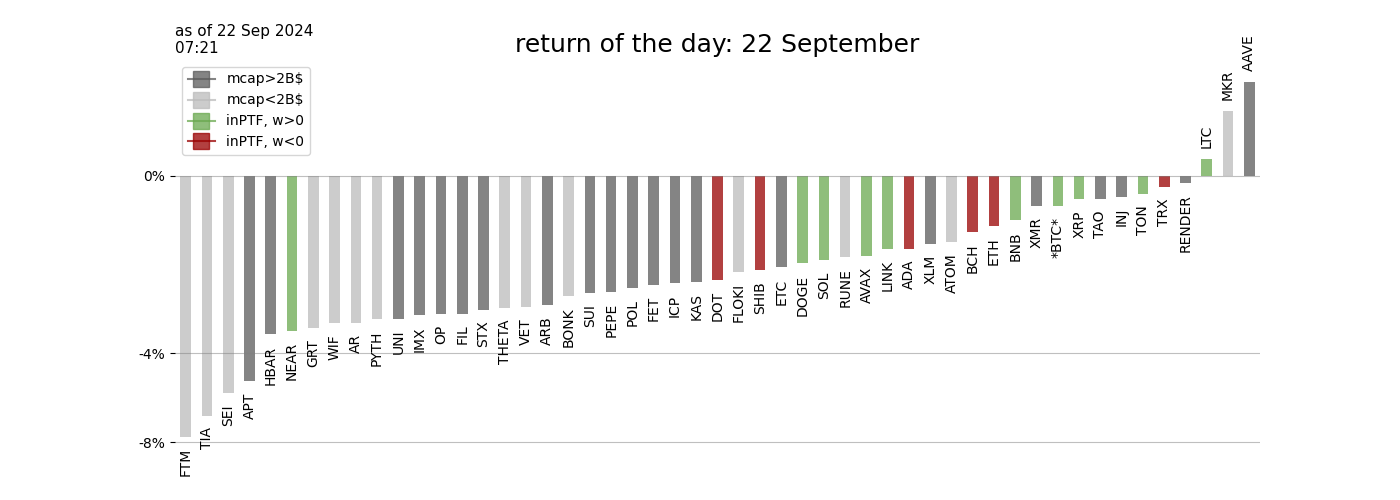 as of 22 Sep 2024
07:21
return of the day: 22 September
mcap>2B$
mcap<2B$
inPTF, w>0
inPTF, w<0
0%
-4%
-8%
FTM
TIA
SEI
APT
HBAR
NEAR
GRT
WIF
AR
PYTH
UNI
IMX
OP
FIL
STX
THETA
VET
ARB
BONK
SUI
PEPE
POL
FET
ICP
KAS
DOT
FLOKI
SHIB
ETC
DOGE
SOL
RUNE
AVAX
LINK
ADA
XLM
ATOM
BCH
ETH
BNB
XMR
*BTC*
XRP
TAO
INJ
TON
TRX
RENDER
LTC
MKR
AAVE